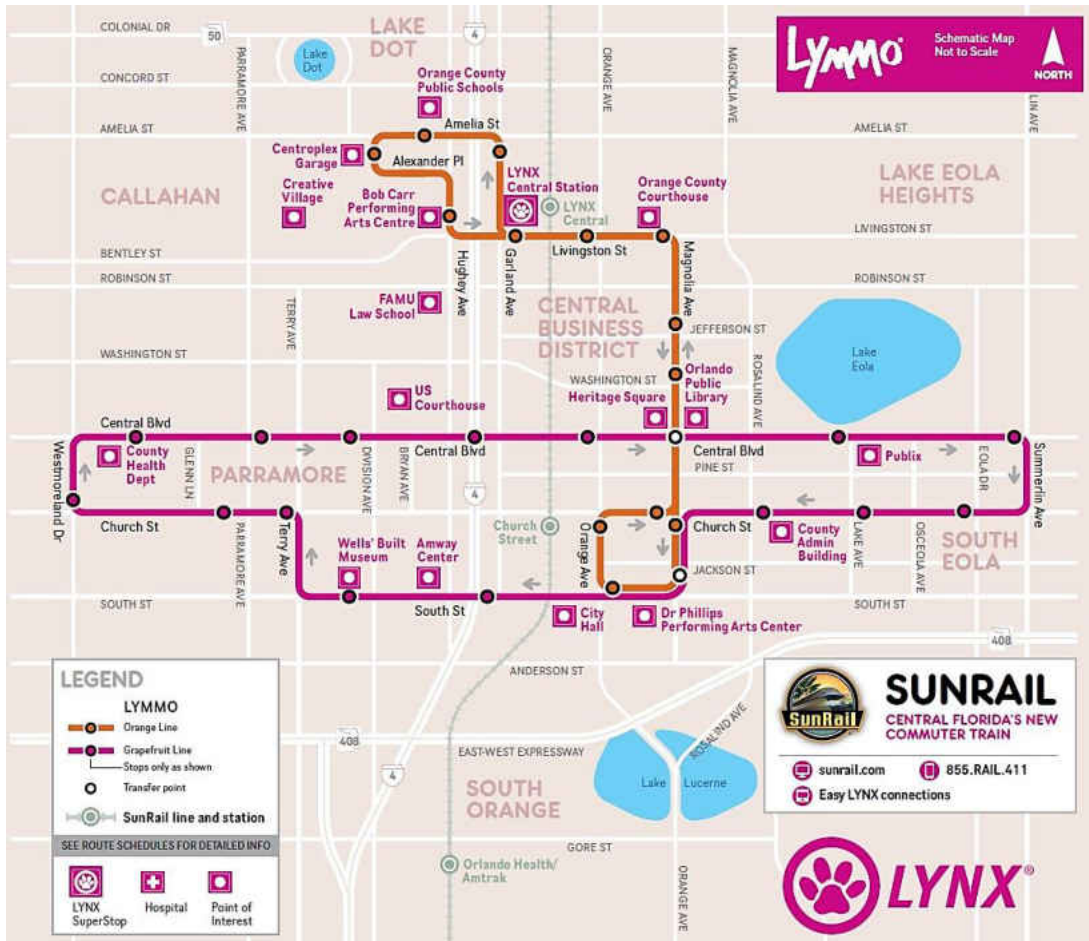 COLONIAL DR
50
LAKE
DOT
4
Lake
Dot
PARRAMORE AVE
ORANGE AVE
MAGNOLIA AVE
LYMMO
Schematic Map
Not to Scale
NORTH
CONCORD ST
Orange County
Public Schools
LIN AVE
AMELIA ST
Amelia St
AMELIA ST
Centroplex
Garage
Alexander Pl
CALLAHAN
Creative
Village
Bob Carr
Performing
Arts Centre
LYNX
Central Station
LYNX
Central
Orange County
Courthouse
LAKE EOLA
HEIGHTS
LIVINGSTON ST
Livingston St
BENTLEY ST
ROBINSON ST
ROBINSON ST
Hughey Ave
Garland Ave
Magnolia Ave
TERRY AVE
FAMU
Law School
CENTRAL
BUSINESS
DISTRICT
JEFFERSON ST
WASHINGTON ST
WASHINGTON ST
ROSALIND AVE
Lake
Eola
Orlando
Public
Library
Heritage Square
US
Courthouse
Central Blvd
Central Blvd
Central Blvd
Westmoreland Dr
County
Health
Dept
GLENN LN
PARRAMORE
DIVISION AVE
BRYAN AVE
PINE ST
Publix
EOLA DR
Summerlin Ave
4
Church St
PARRAMORE AVE
Terry Ave
Church
Street
Orange Ave
Church St
County
Admin
Building
LAKE AVE
OSCEOLA AVE
SOUTH
EOLA
Wells' Built
Museum
Amway
Center
JACKSON ST
SOUTH ST
South St
SOUTH ST
City
Hall
Dr Phillips
Performing Arts Center
408
ANDERSON ST
LEGEND
LYMMO
Orange Line
Grapefruit Line
Stops only as shown
Transfer point
SunRail line and station
SEE ROUTE SCHEDULES FOR DETAILED INFO
LYNX
SuperStop
Hospital
Point of
Interest
408
4
EAST-WEST EXPRESSWAY
ROSALIND AVE
SOUTH
ORANGE
Lake
Lucerne
GORE ST
Orlando Health/
Amtrak
ORANGE AVE
SunRail
SUNRAIL
CENTRAL FLORIDA'S NEW
COMMUTER TRAIN
sunrail.com
855.RAIL.411
Easy LYNX connections
LYNX®